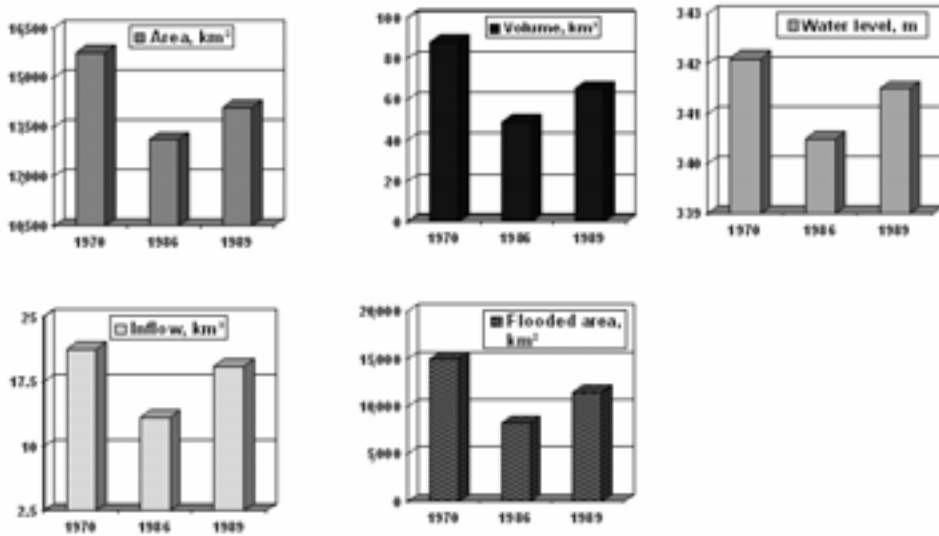 Area, km²
16,500
15,000
13,500
12,000
10,500
1970 1986 1989
Volume, km³
100
80
60
40
20
0
1970 1986 1989
Water level, m
343
342
341
340
339
1970 1986 1989
Inflow, km³
25
17.5
10
2.5
1970 1986 1989
Flooded area,
km²
20,000
15,000
10,000
5,000
0
1970 1986 1989